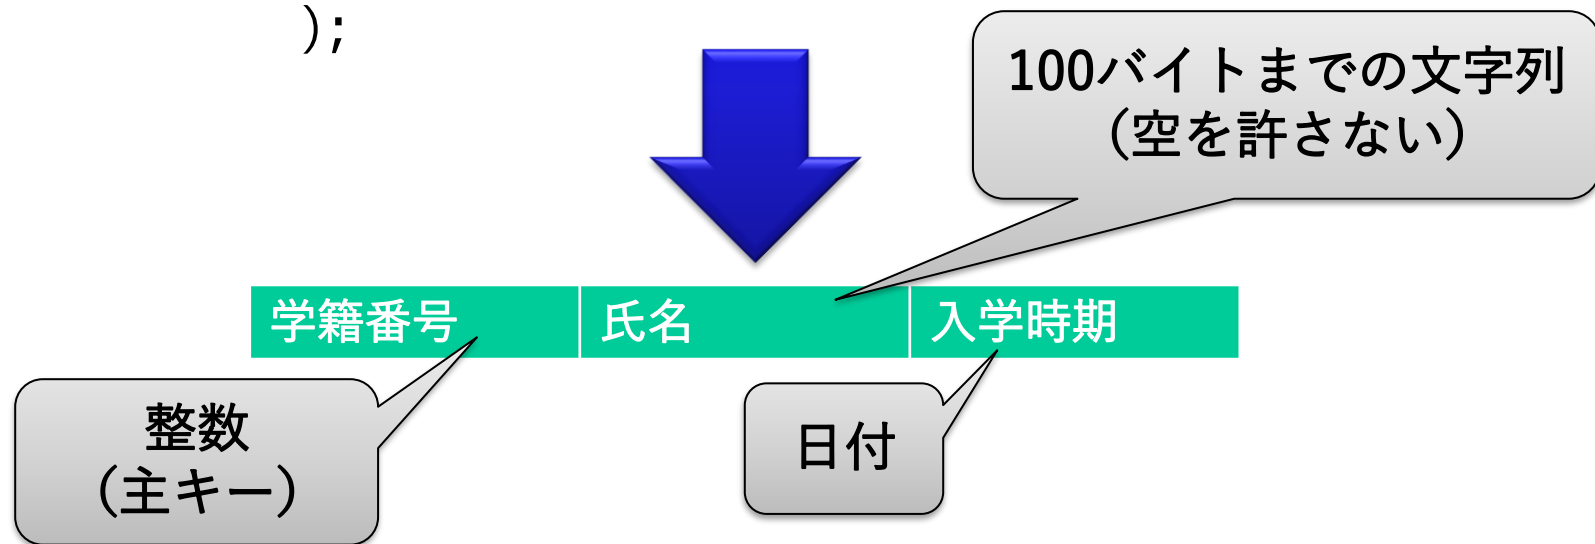 );
100バイトまでの文字列
(空を許さない)
学籍番号 氏名 入学時期
整数
(主キー)
日付